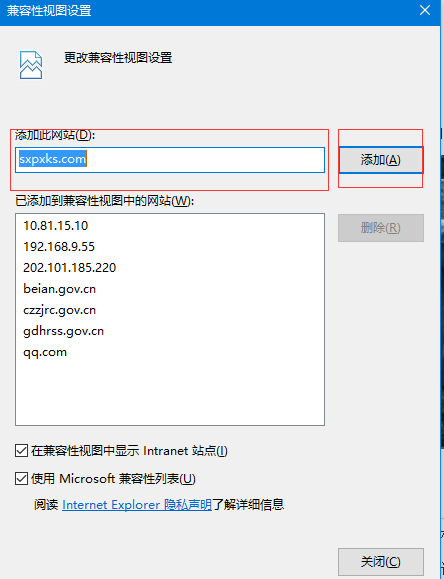 兼容性视图设置
更改兼容性视图设置
添加此网站(D):
sxpxks.com
添加(A)
已添加到兼容性视图中的网站(W):
10.81.15.10
删除(R)
192.168.9.55
202.101.185.220
beian.gov.cn
czzjrc.gov.cn
gdhrss.gov.cn
qq.com
在兼容性视图中显示 Intranet 站点(I)
使用 Microsoft 兼容性列表(U)
阅读 Internet Explorer 隐私声明了解详细信息
关闭(C)